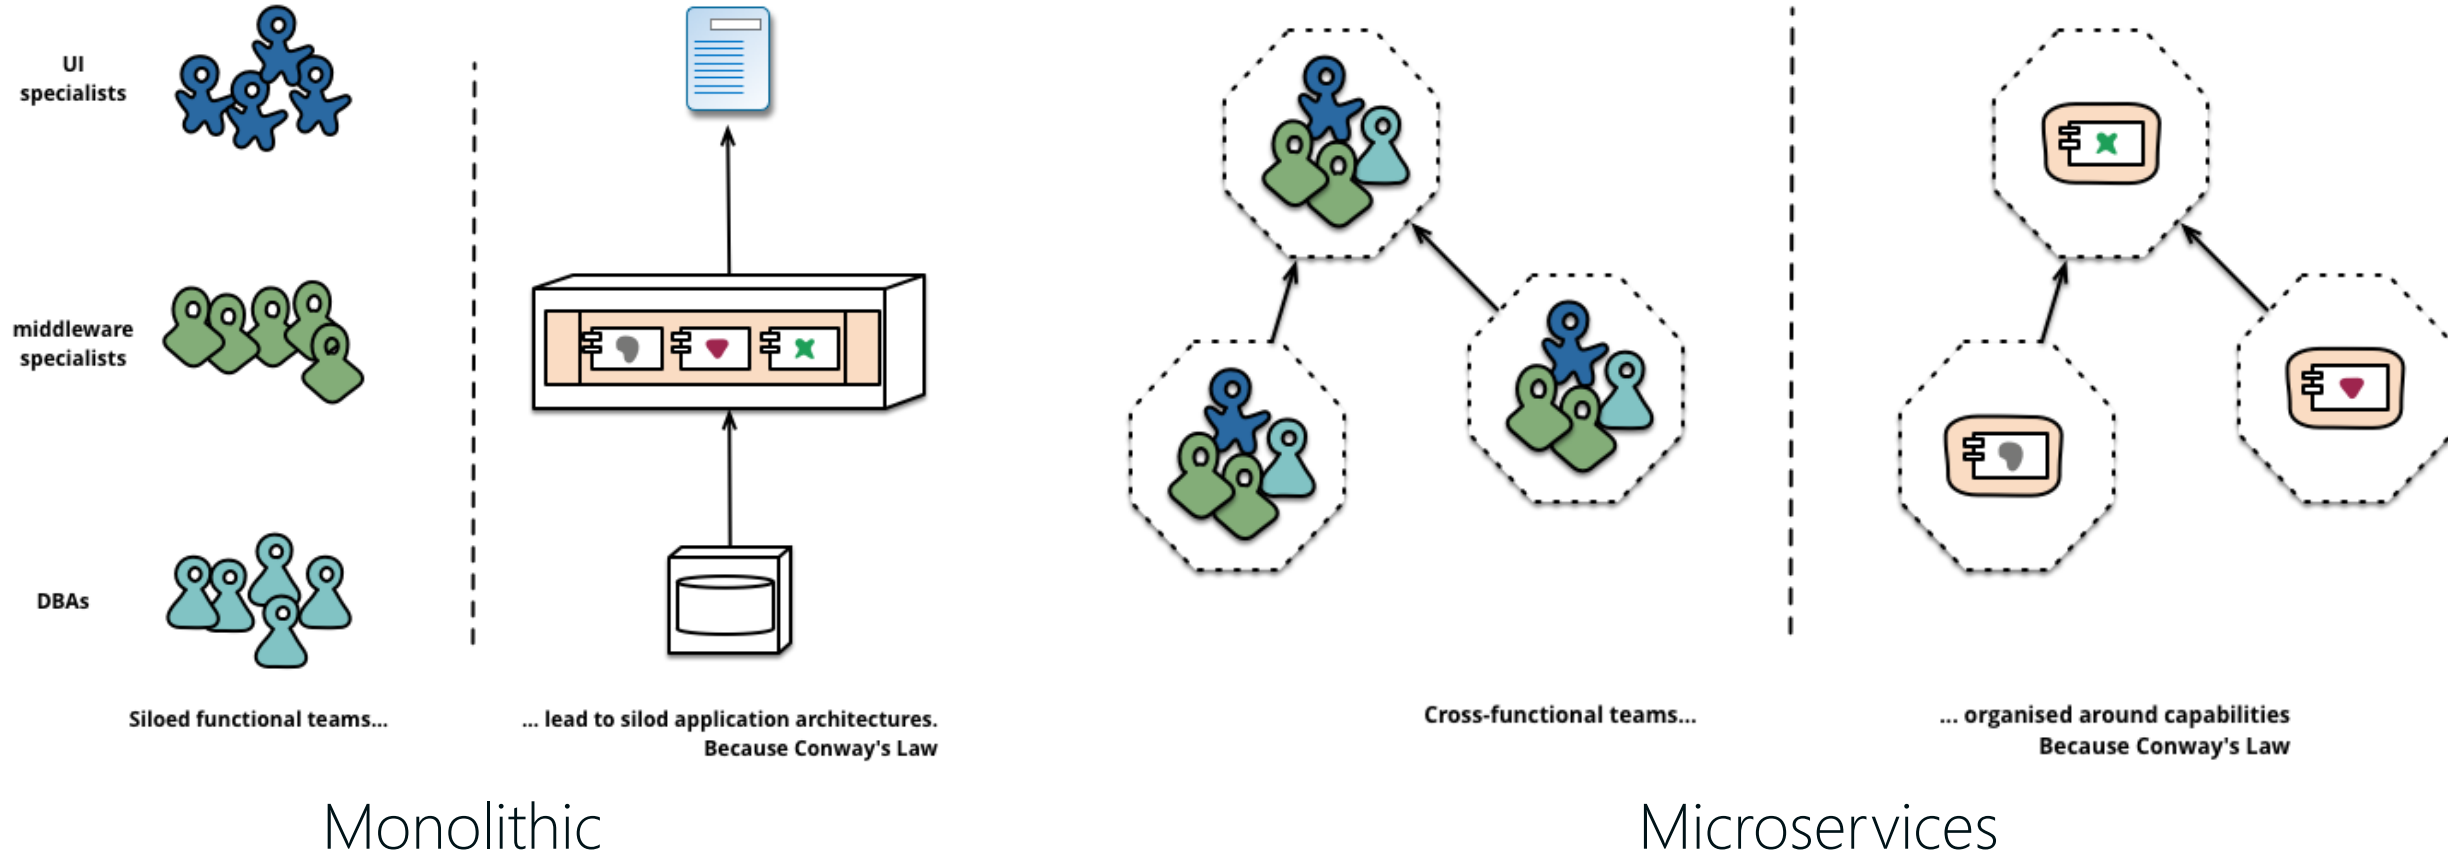 UI
specialists
middleware
specialists
DBAs
Siloed functional teams...
... lead to silod application architectures.
Because Conway's Law
Cross-functional teams...
... organised around capabilities
Because Conway's Law
Monolithic
Microservices